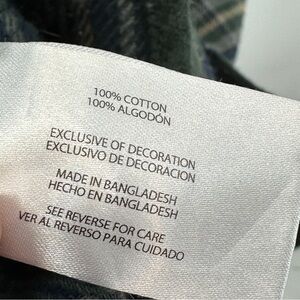 100% COTTON
100% ALGODÓN
EXCLUSIVE OF DECORATION
EXCLUSIVO DE DECORACION
MADE IN BANGLADESH
HECHO EN BANGLADESH
SEE REVERSE FOR CARE
VER AL REVERSO PARA CUIDADO